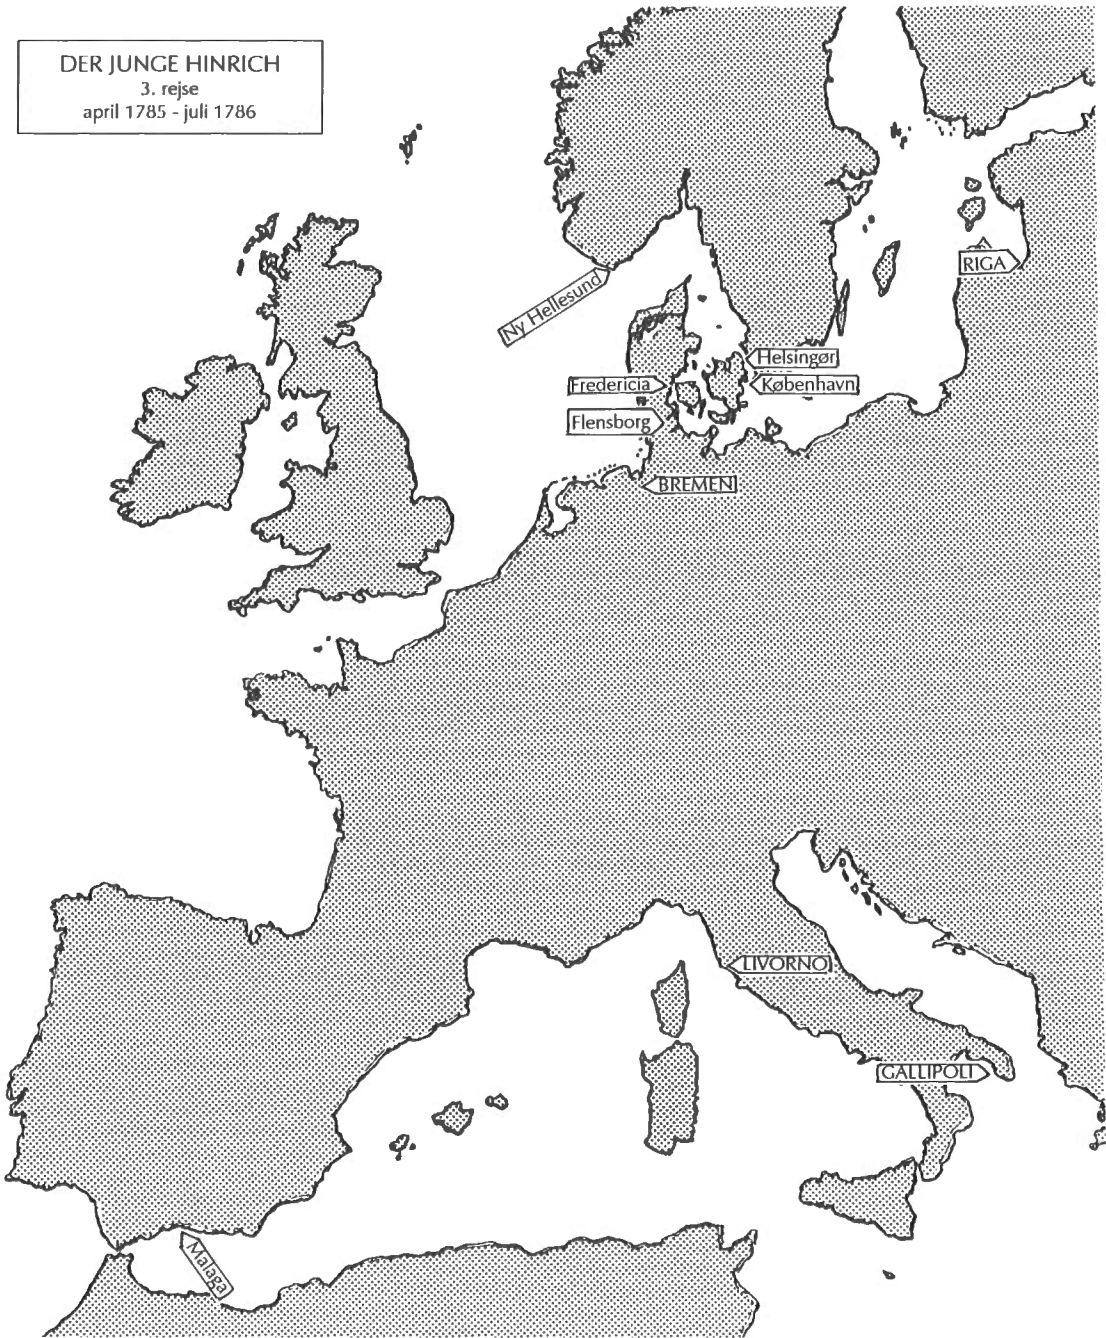 DER JUNGE HINRICH
3. rejse
april 1785 - juli 1786
RIGA
Ny Hellesund
Helsingør
Fredericia
København
Flensborg
BREMEN
LIVORNO
GALLIPOLI
Malaga